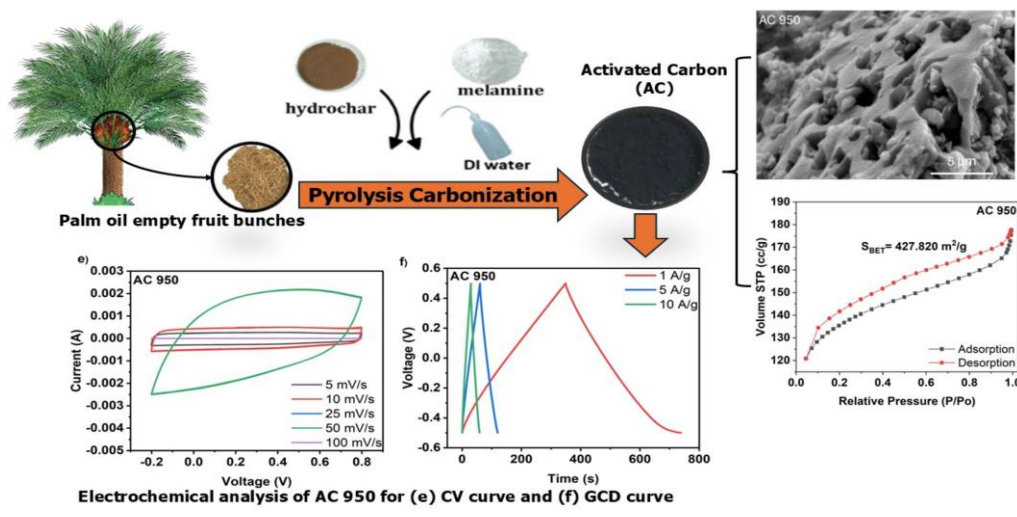 hydrochar
melamine
DI water
Activated Carbon
(AC)
Pyrolysis Carbonization
Palm oil empty fruit bunches
AC 950
5 µm
e)
AC 950
0.003
0.002
0.001
0.000
-0.001
-0.002
-0.003
-0.004
-0.005
Current (A)
5 mV/s
10 mV/s
25 mV/s
50 mV/s
100 mV/s
-0.2
0.0
0.2
0.4
0.6
0.8
Voltage (V)
f)
AC 950
0.6
0.4
0.2
0.0
-0.2
-0.4
-0.6
Voltage (V)
1 A/g
5 A/g
10 A/g
0
200
400
600
800
Time (s)
AC 950
190
180
170
160
150
140
130
120
Volume STP (cc/g)
S_BET= 427.820 m²/g
Adsorption
Desorption
0.0
0.2
0.4
0.6
0.8
1.0
Relative Pressure (P/Po)
Electrochemical analysis of AC 950 for (e) CV curve and (f) GCD curve